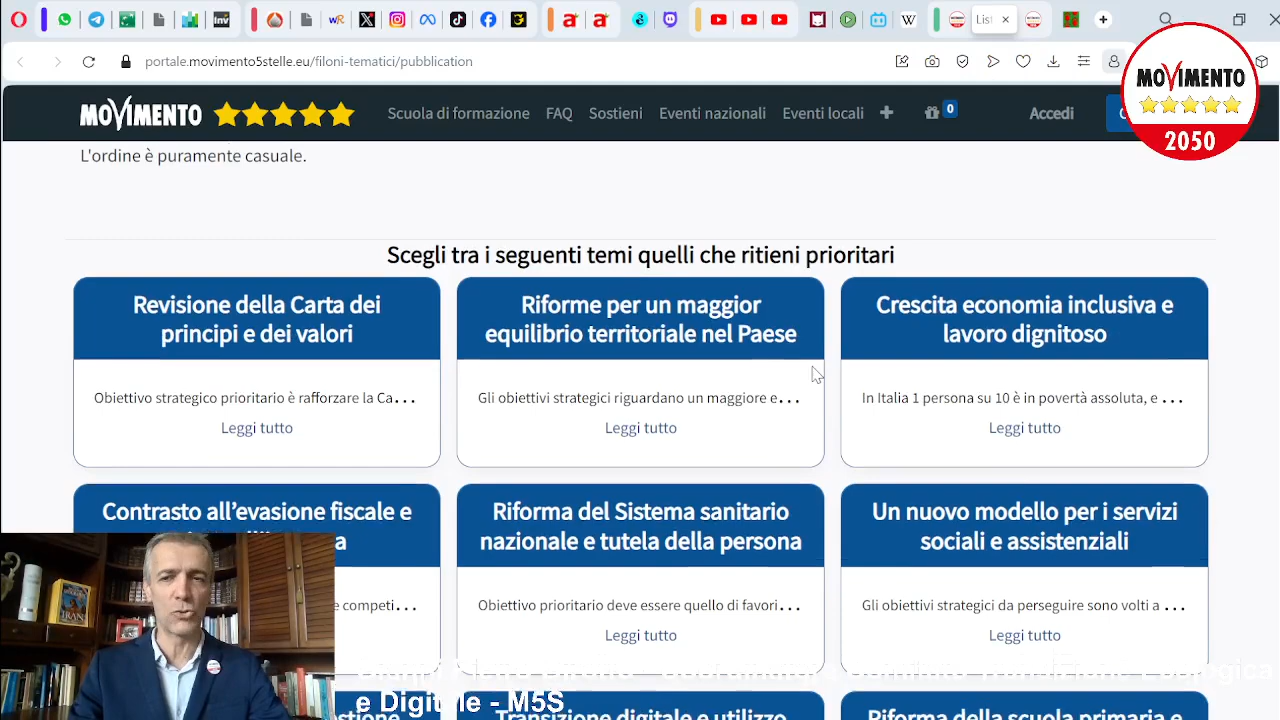 List
portale.movimento5stelle.eu/filoni-tematici/pubblicazione
MOVIMENTO
Scuola di formazione FAQ Sostieni Eventi nazionali Eventi locali
0
Accedi
MOVIMENTO
2050
L'ordine è puramente casuale.
Scegli tra i seguenti temi quelli che ritieni prioritari
Revisione della Carta dei
principi e dei valori
Obiettivo strategico prioritario è rafforzare la Ca...
Leggi tutto
Riforme per un maggior
equilibrio territoriale nel Paese
Gli obiettivi strategici riguardano un maggiore e...
Leggi tutto
Crescita economia inclusiva e
lavoro dignitoso
In Italia 1 persona su 10 è in povertà assoluta, e ...
Leggi tutto
Contrasto all’evasione fiscale e
competi...
Riforma del Sistema sanitario
nazionale e tutela della persona
Obiettivo prioritario deve essere quello di favori...
Leggi tutto
Un nuovo modello per i servizi
sociali e assistenziali
Gli obiettivi strategici da perseguire sono volti a ...
Leggi tutto
Transizione digitale e utilizzo
Riforma della scuola primaria e
IRAN
e Digitale - M5S